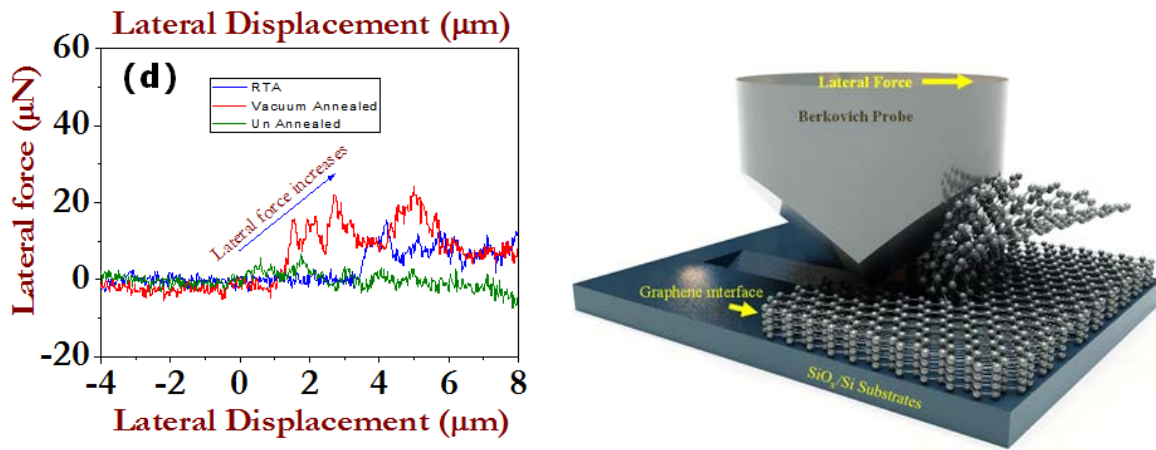 Lateral Displacement (µm)
(d)
RTA
Vacuum Annealed
Un Annealed
Lateral force increases
Lateral force (µN)
60
40
20
0
-20
-4
-2
0
2
4
6
8
Lateral Displacement (µm)
Lateral Force
Berkovich Probe
Graphene interface
SiOx/Si Substrates